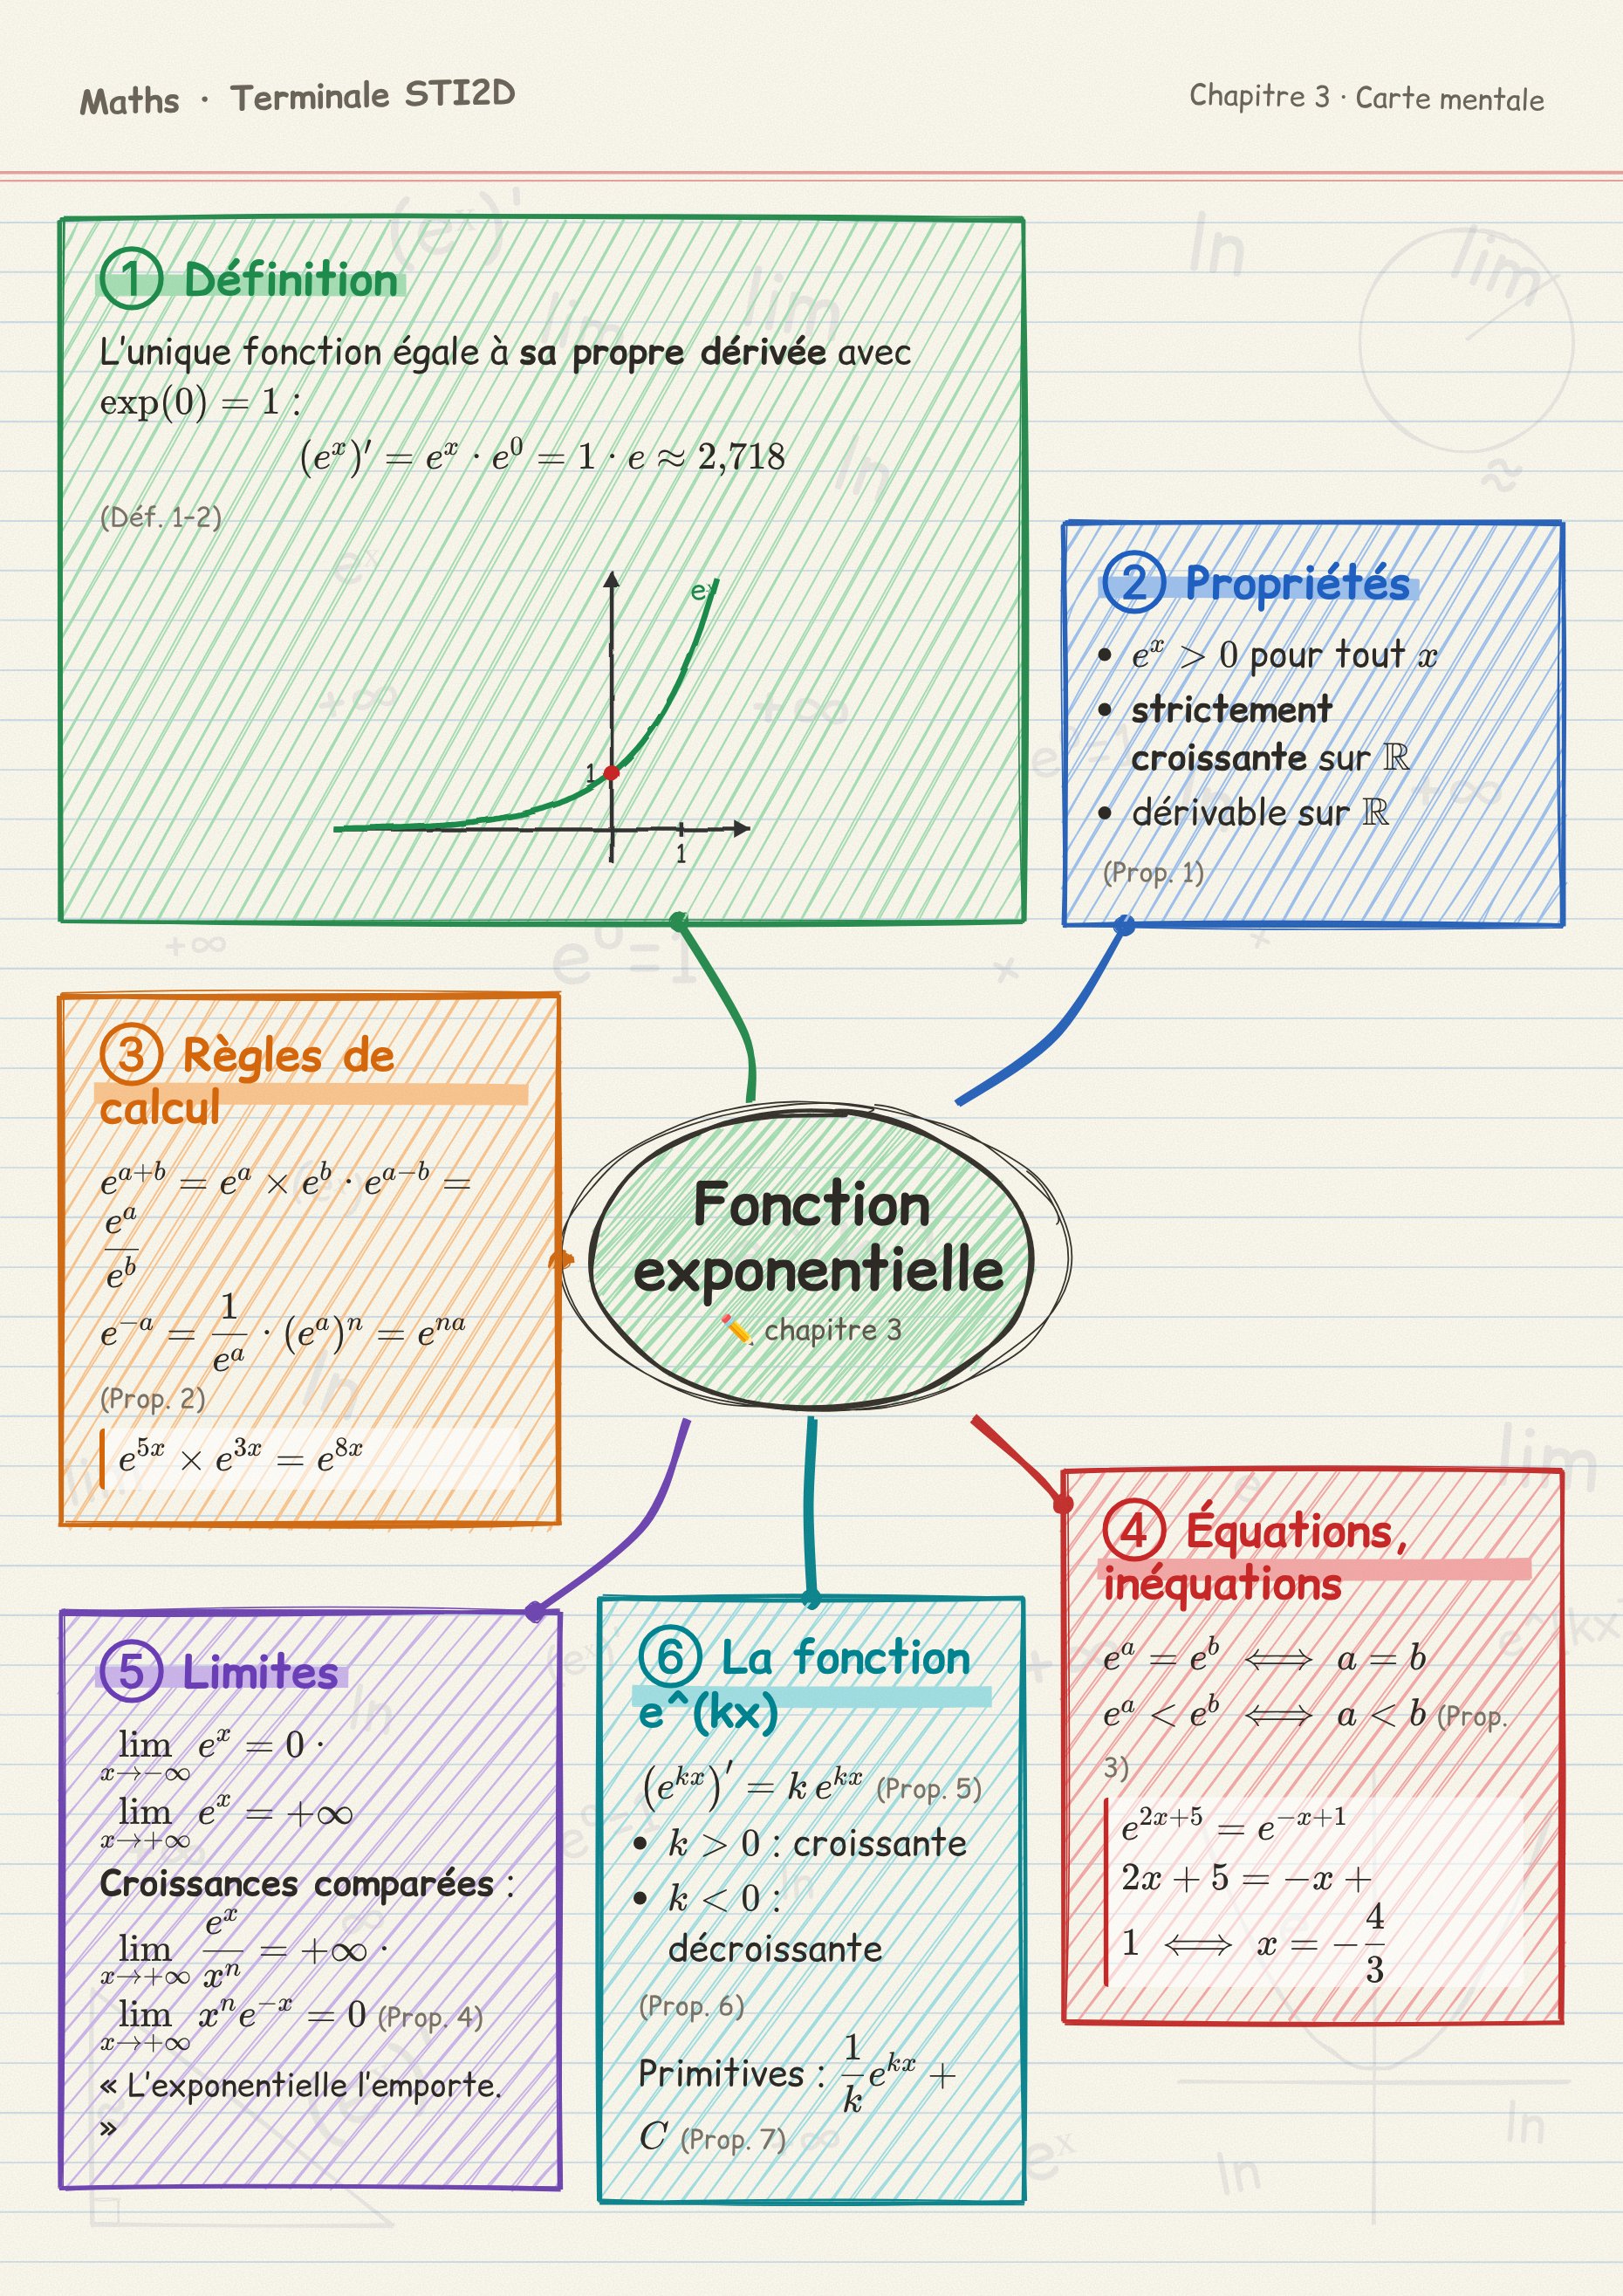 Maths · Terminale STI2D
Chapitre 3 · Carte mentale
① Définition
L'unique fonction égale à sa propre dérivée avec
exp(0) = 1 :
(e^x)' = e^x · e^0 = 1 · e ≈ 2,718
(Déf. 1–2)
e^x
1
1
② Propriétés
• e^x > 0 pour tout x
• strictement
croissante sur ℝ
• dérivable sur ℝ
(Prop. 1)
③ Règles de
calcul
e^{a+b} = e^a × e^b · e^{a−b} =
e^a/e^b
e^{−a} = 1/e^a · (e^a)^n = e^{na}
(Prop. 2)
e^{5x} × e^{3x} = e^{8x}
Fonction
exponentielle
✏️ chapitre 3
④ Équations,
inéquations
e^a = e^b ⟺ a = b
e^a < e^b ⟺ a < b (Prop.
3)
e^{2x+5} = e^{−x+1}
2x + 5 = −x +
1 ⟺ x = −4/3
⑤ Limites
lim x→−∞ e^x = 0 ·
lim x→+∞ e^x = +∞
Croissances comparées :
lim x→+∞ e^x/x^n = +∞ ·
lim x→+∞ x^n e^{−x} = 0 (Prop. 4)
« L'exponentielle l'emporte.
»
⑥ La fonction
e^(kx)
(e^{kx})' = k e^{kx} (Prop. 5)
• k > 0 : croissante
• k < 0 :
décroissante
(Prop. 6)
Primitives : 1/k e^{kx} +
C (Prop. 7)